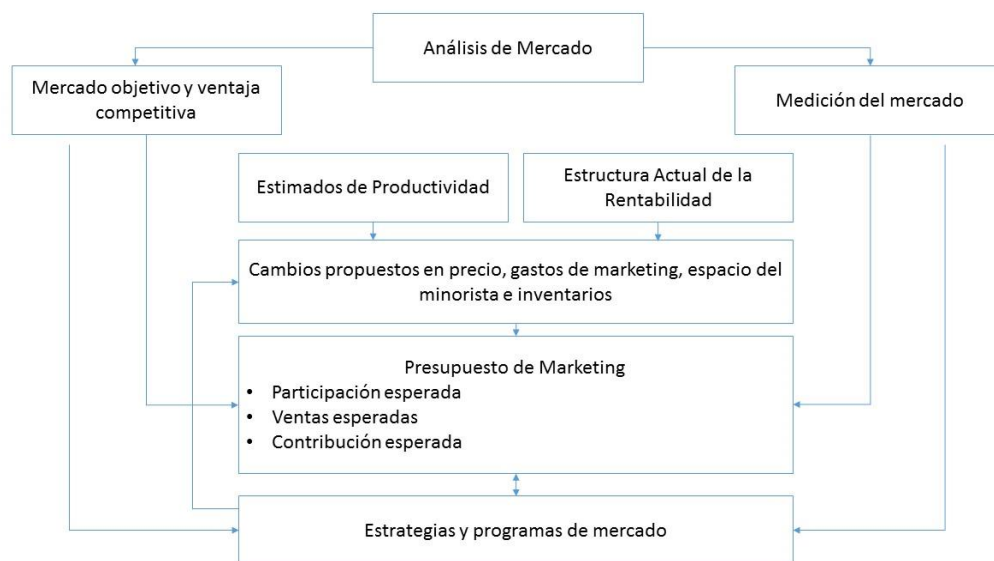 Análisis de Mercado
Mercado objetivo y ventaja
competitiva
Medición del mercado
Estimados de Productividad
Estructura Actual de la
Rentabilidad
Cambios propuestos en precio, gastos de marketing, espacio del
minorista e inventarios
Presupuesto de Marketing
• Participación esperada
• Ventas esperadas
• Contribución esperada
Estrategias y programas de mercado